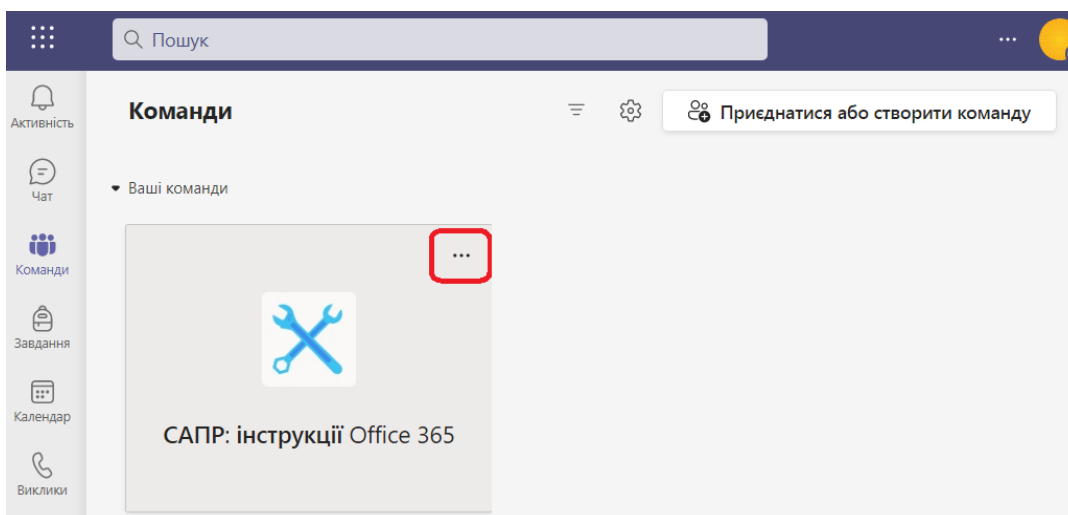 Пошук
Активність
Чат
Команди
Завдання
Календар
Виклики
Команди
Приєднатися або створити команду
Ваші команди
САПР: інструкції Office 365